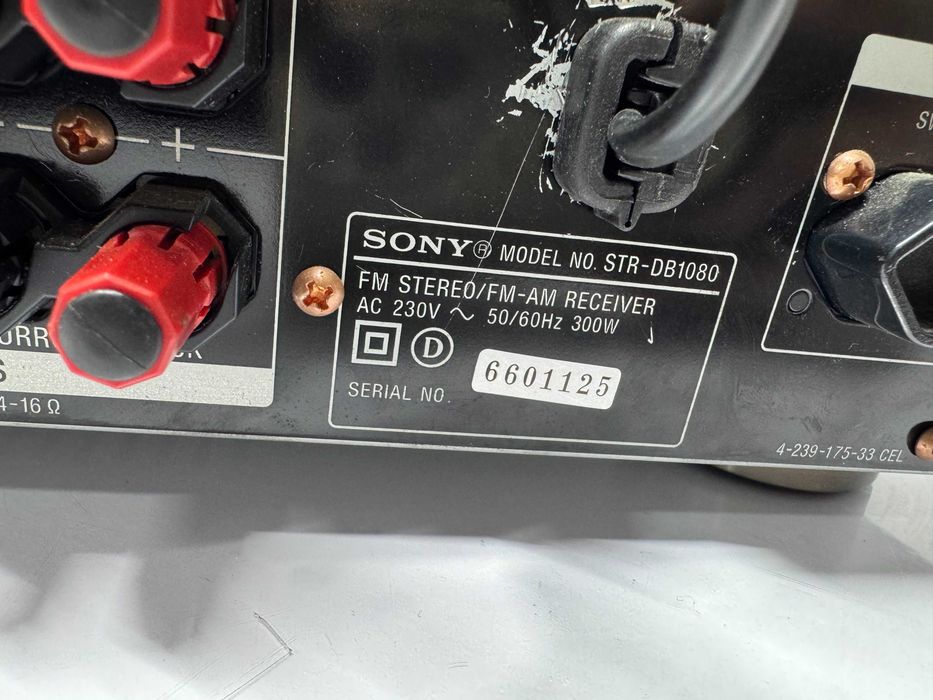 +
SONY® MODEL NO. STR-DB1080
FM STEREO/FM-AM RECEIVER
AC 230V ~ 50/60Hz 300W
D
SERIAL NO. 6601125
4-16 Ω
4-239-175-33 CEL